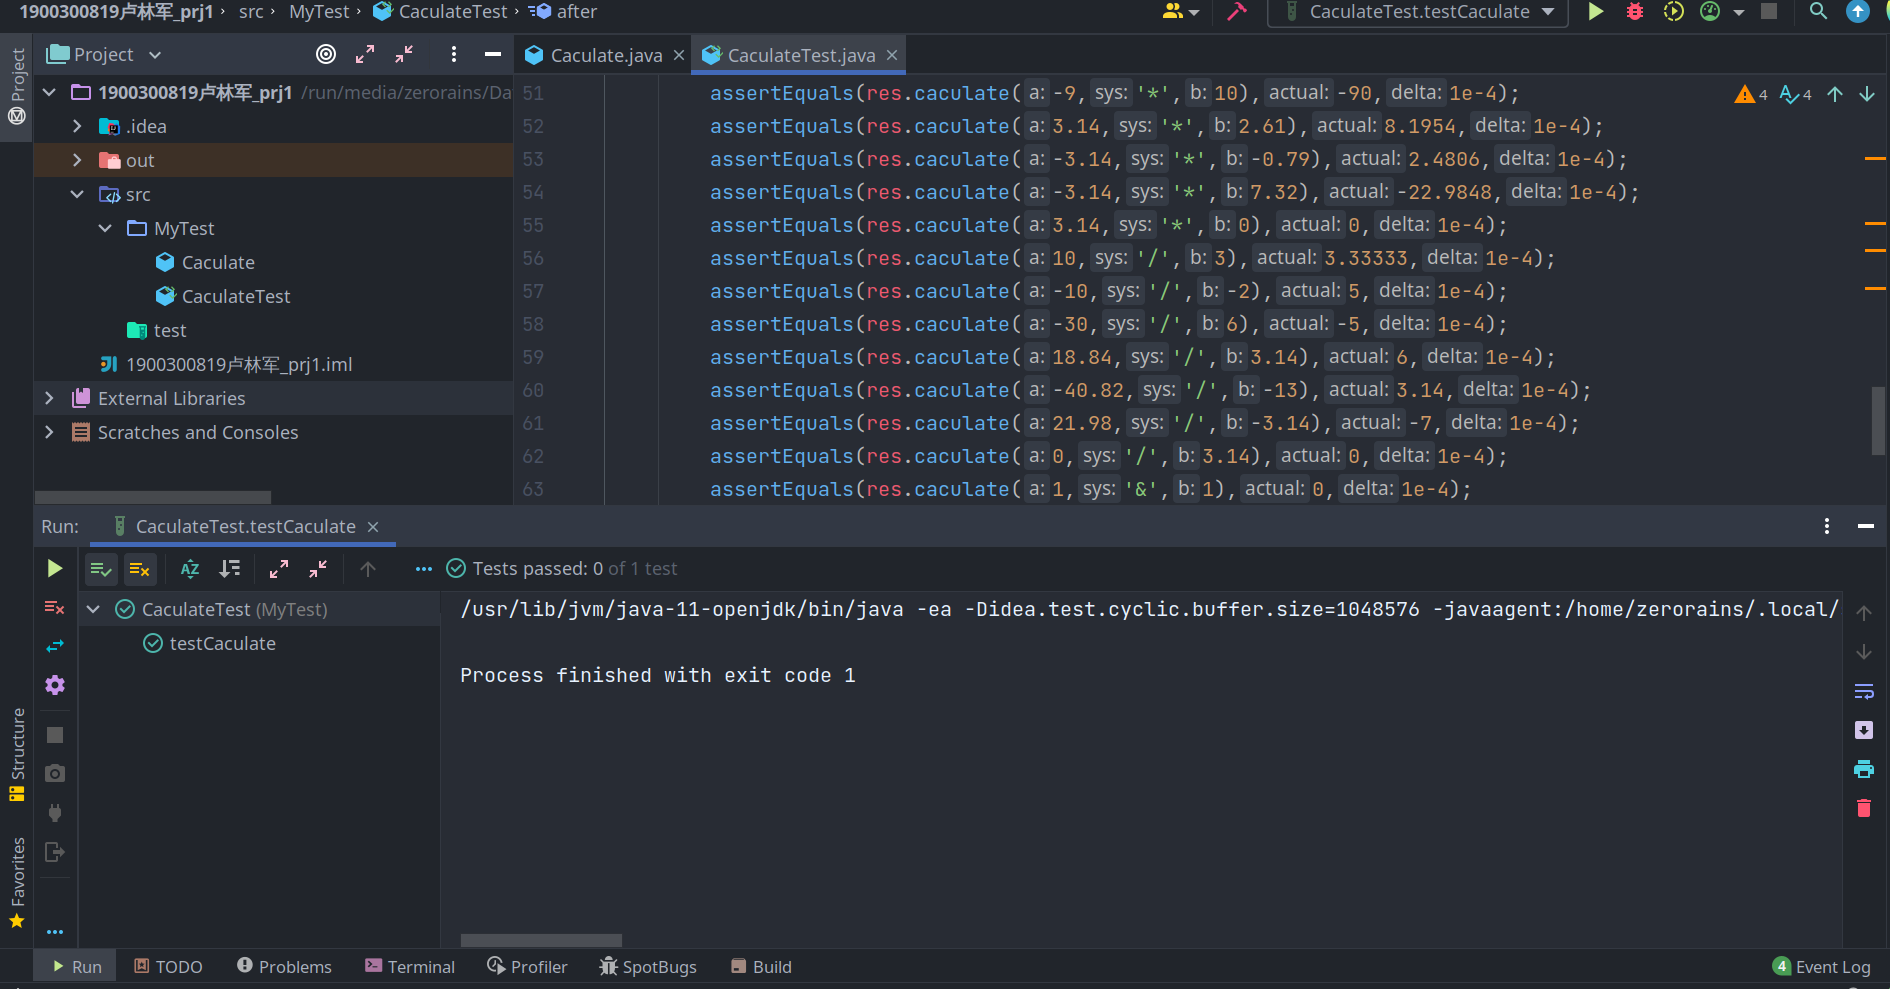 1900300819卢林军_prj1 › src › MyTest › CaculateTest › after
CaculateTest.testCaculate
Project
Caculate.java
CaculateTest.java
1900300819卢林军_prj1 /run/media/zerorains/Da
.idea
out
src
MyTest
Caculate
CaculateTest
test
1900300819卢林军_prj1.iml
External Libraries
Scratches and Consoles
51 assertEquals(res.caculate( a: -9, sys: '*', b: 10), actual: -90, delta: 1e-4);
52 assertEquals(res.caculate( a: 3.14, sys: '*', b: 2.61), actual: 8.1954, delta: 1e-4);
53 assertEquals(res.caculate( a: -3.14, sys: '*', b: -0.79), actual: 2.4806, delta: 1e-4);
54 assertEquals(res.caculate( a: -3.14, sys: '*', b: 7.32), actual: -22.9848, delta: 1e-4);
55 assertEquals(res.caculate( a: 3.14, sys: '*', b: 0), actual: 0, delta: 1e-4);
56 assertEquals(res.caculate( a: 10, sys: '/', b: 3), actual: 3.33333, delta: 1e-4);
57 assertEquals(res.caculate( a: -10, sys: '/', b: -2), actual: 5, delta: 1e-4);
58 assertEquals(res.caculate( a: -30, sys: '/', b: 6), actual: -5, delta: 1e-4);
59 assertEquals(res.caculate( a: 18.84, sys: '/', b: 3.14), actual: 6, delta: 1e-4);
60 assertEquals(res.caculate( a: -40.82, sys: '/', b: -13), actual: 3.14, delta: 1e-4);
61 assertEquals(res.caculate( a: 21.98, sys: '/', b: -3.14), actual: -7, delta: 1e-4);
62 assertEquals(res.caculate( a: 0, sys: '/', b: 3.14), actual: 0, delta: 1e-4);
63 assertEquals(res.caculate( a: 1, sys: '&', b: 1), actual: 0, delta: 1e-4);
4 4
Project
Structure
Favorites
Run: CaculateTest.testCaculate
Tests passed: 0 of 1 test
CaculateTest (MyTest)
testCaculate
/usr/lib/jvm/java-11-openjdk/bin/java -ea -Didea.test.cyclic.buffer.size=1048576 -javaagent:/home/zerorains/.local/
Process finished with exit code 1
Run TODO Problems Terminal Profiler SpotBugs Build 4 Event Log